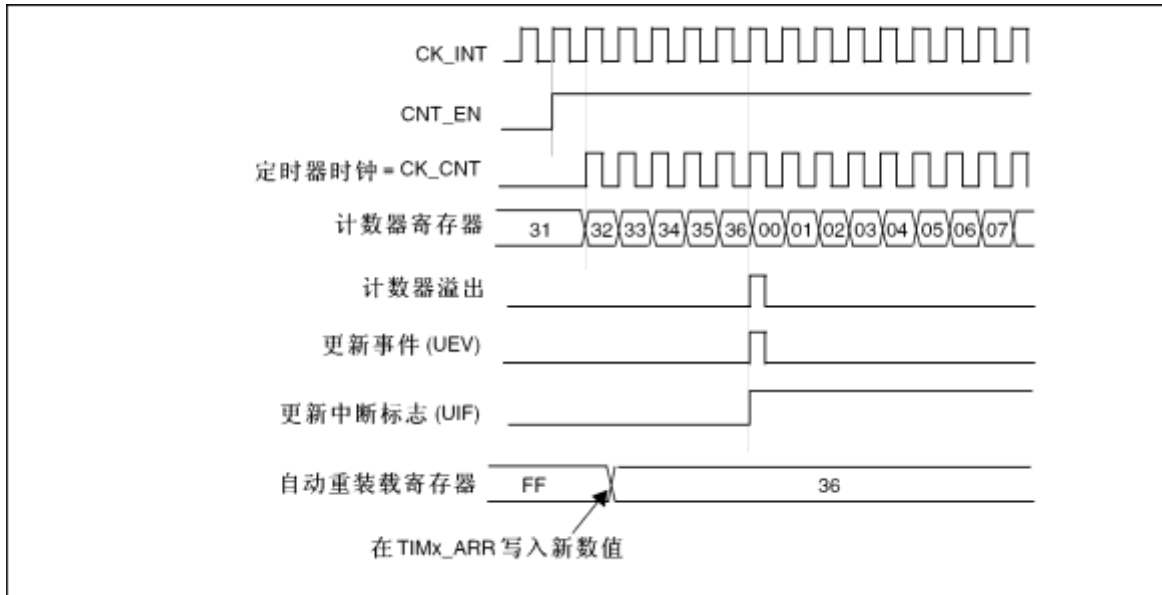 CK_INT
CNT_EN
定时器时钟 = CK_CNT
计数器寄存器 31 32 33 34 35 36 00 01 02 03 04 05 06 07
计数器溢出
更新事件 (UEV)
更新中断标志 (UIF)
自动重装载寄存器 FF 36
在 TIMx_ARR 写入新数值